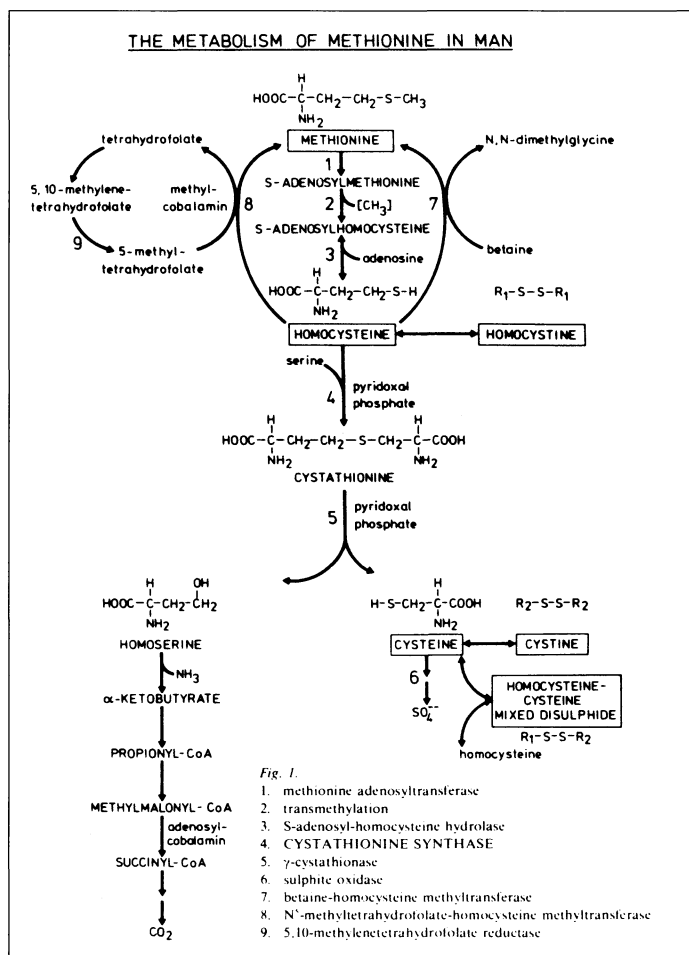 THE METABOLISM OF METHIONINE IN MAN
H
HOOC-C-CH2-CH2-S-CH3
NH2
METHIONINE
1
S-ADENOSYLMETHIONINE
2
[CH3]
S-ADENOSYLHOMOCYSTEINE
3
adenosine
tetrahydrofolate
5,10-methylene-
tetrahydrofolate
9
5-methyl-
tetrahydrofolate
methyl-
cobalamin
8
7
N,N-dimethylglycine
betaine
H
HOOC-C-CH2-CH2-S-H
NH2
R1-S-S-R1
HOMOCYSTEINE
HOMOCYSTINE
serine
4
pyridoxal
phosphate
H H
HOOC-C-CH2-CH2-S-CH2-C-COOH
NH2 NH2
CYSTATHIONINE
5
pyridoxal
phosphate
H OH
HOOC-C-CH2-CH2
NH2
HOMOSERINE
NH3
α-KETOBUTYRATE
PROPIONYL-CoA
METHYLMALONYL-CoA
adenosyl-
cobalamin
SUCCINYL-CoA
CO2
H
H-S-CH2-C-COOH
NH2
R2-S-S-R2
CYSTEINE
CYSTINE
6
SO4--
HOMOCYSTEINE-
CYSTEINE
MIXED DISULPHIDE
R1-S-S-R2
homocysteine
Fig. 1.
1. methionine adenosyltransferase
2. transmethylation
3. S-adenosyl-homocysteine hydrolase
4. CYSTATHIONINE SYNTHASE
5. γ-cystathionase
6. sulphite oxidase
7. betaine-homocysteine methyltransferase
8. N`-methyltetrahydrofolate-homocysteine methyltransferase
9. 5,10-methylenetetrahydrofolate reductase